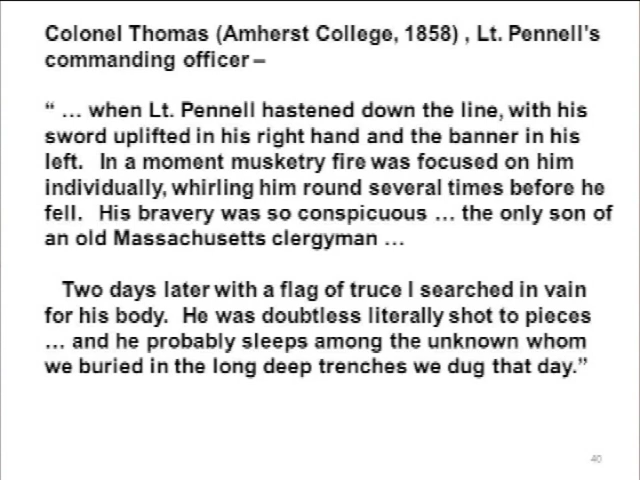 Colonel Thomas (Amherst College, 1858) , Lt. Pennell's
commanding officer –
“ … when Lt. Pennell hastened down the line, with his
sword uplifted in his right hand and the banner in his
left.  In a moment musketry fire was focused on him
individually, whirling him round several times before he
fell.  His bravery was so conspicuous … the only son of
an old Massachusetts clergyman …
Two days later with a flag of truce I searched in vain
for his body.  He was doubtless literally shot to pieces
… and he probably sleeps among the unknown whom
we buried in the long deep trenches we dug that day.”
40